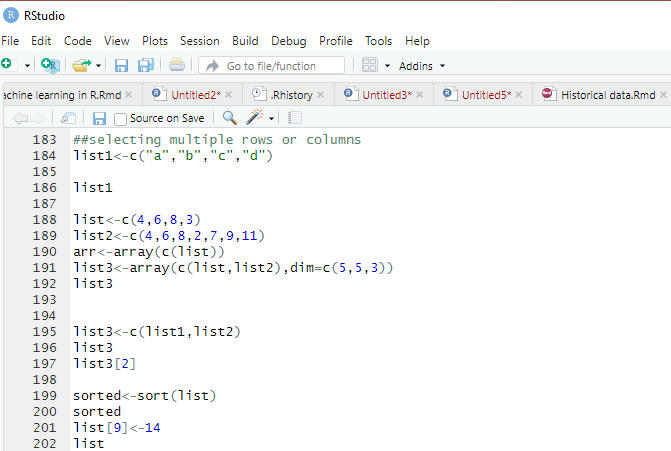 RStudio
File Edit Code View Plots Session Build Debug Profile Tools Help
Go to file/function Addins
achine learning in R.Rmd Untitled2* .Rhistory Untitled3* Untitled5* Historical data.Rmd
Source on Save
183 ##selecting multiple rows or columns
184 list1<-c("a","b","c","d")
185
186 list1
187
188 list<-c(4,6,8,3)
189 list2<-c(4,6,8,2,7,9,11)
190 arr<-array(c(list))
191 list3<-array(c(list,list2),dim=c(5,5,3))
192 list3
193
194
195 list3<-c(list1,list2)
196 list3
197 list3[2]
198
199 sorted<-sort(list)
200 sorted
201 list[9]<-14
202 list